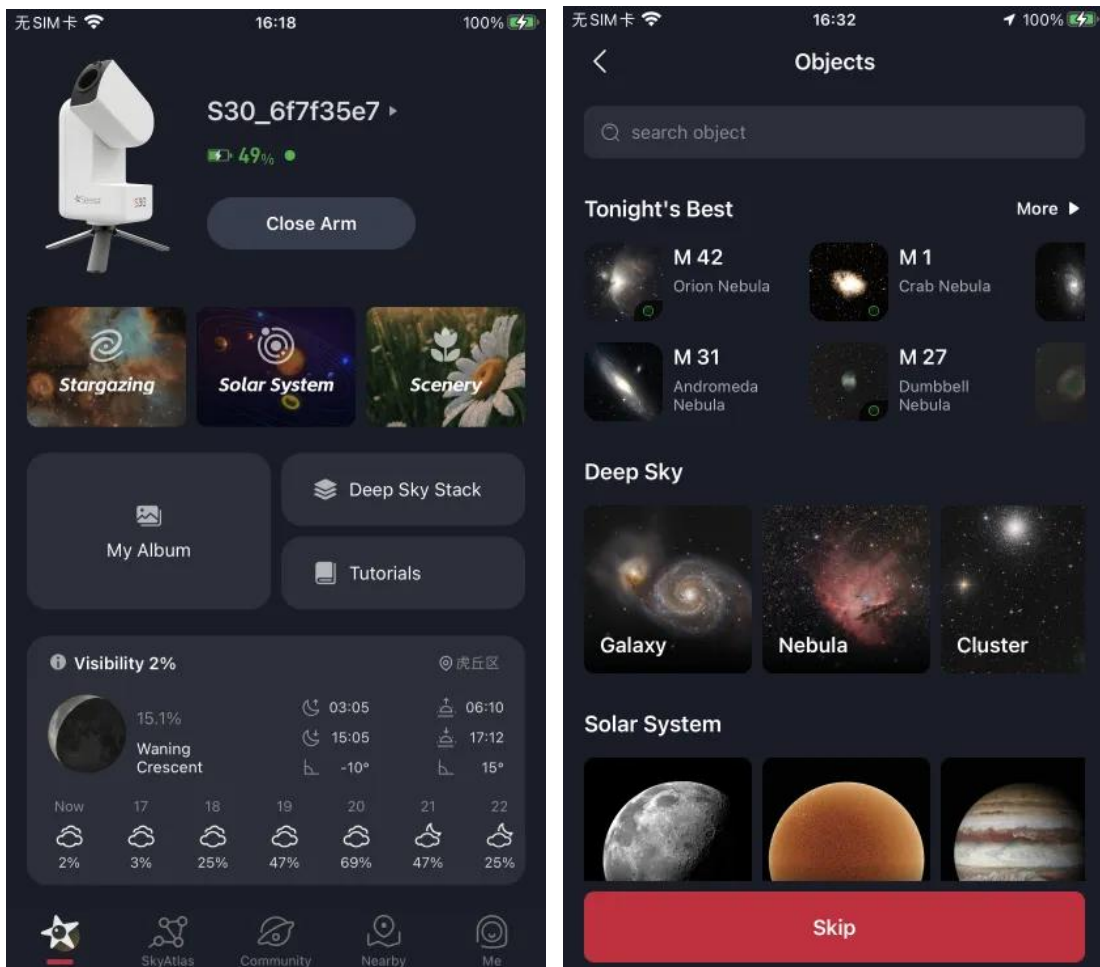 无SIM卡
16:18
100%
S30_6f7f35e7
49%
Close Arm
Seestar
S30
Stargazing
Solar System
Scenery
My Album
Deep Sky Stack
Tutorials
Visibility 2%
虎丘区
15.1%
Waning
Crescent
03:05
15:05
-10°
06:10
17:12
15°
Now 17 18 19 20 21 22
2% 3% 25% 47% 69% 47% 25%
SkyAtlas
Community
Nearby
Me
无SIM卡
16:32
100%
Objects
search object
Tonight's Best
More
M 42
Orion Nebula
M 1
Crab Nebula
M 31
Andromeda
Nebula
M 27
Dumbbell
Nebula
Deep Sky
Galaxy
Nebula
Cluster
Solar System
Skip